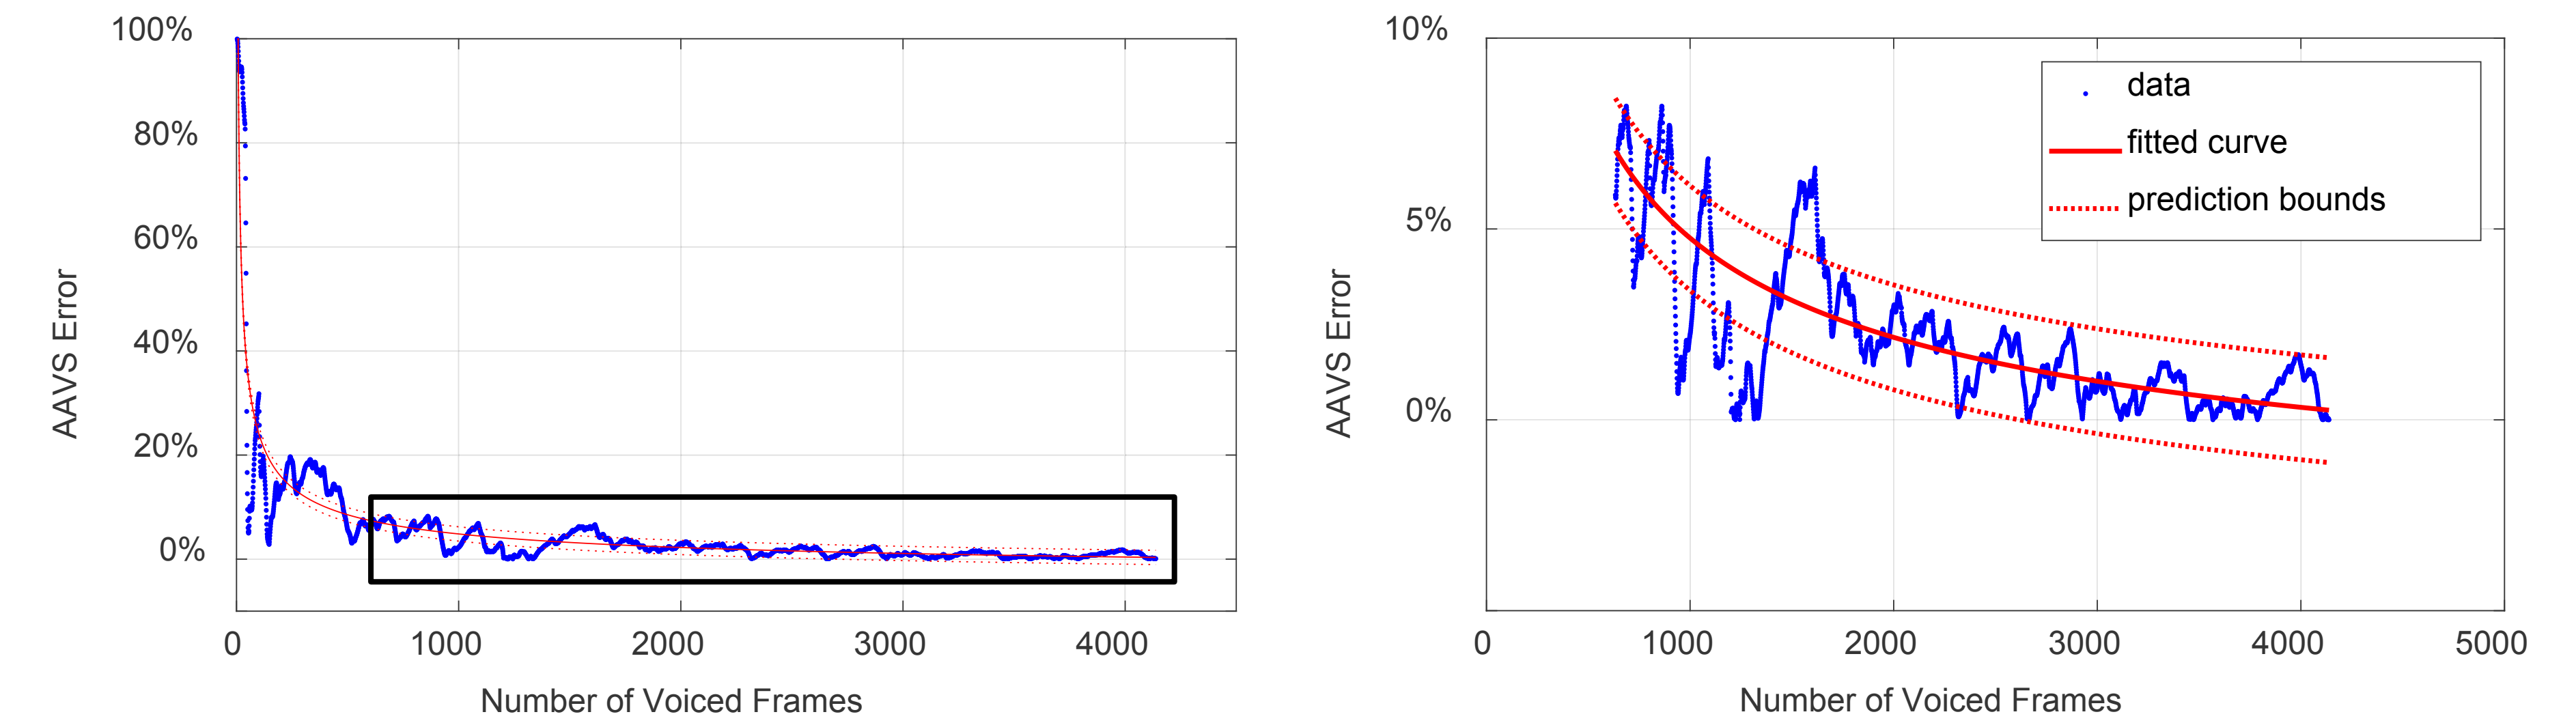 100%
80%
60%
40%
20%
0%
AAVS Error
0 1000 2000 3000 4000
Number of Voiced Frames
10%
5%
0%
AAVS Error
data
fitted curve
prediction bounds
0 1000 2000 3000 4000 5000
Number of Voiced Frames